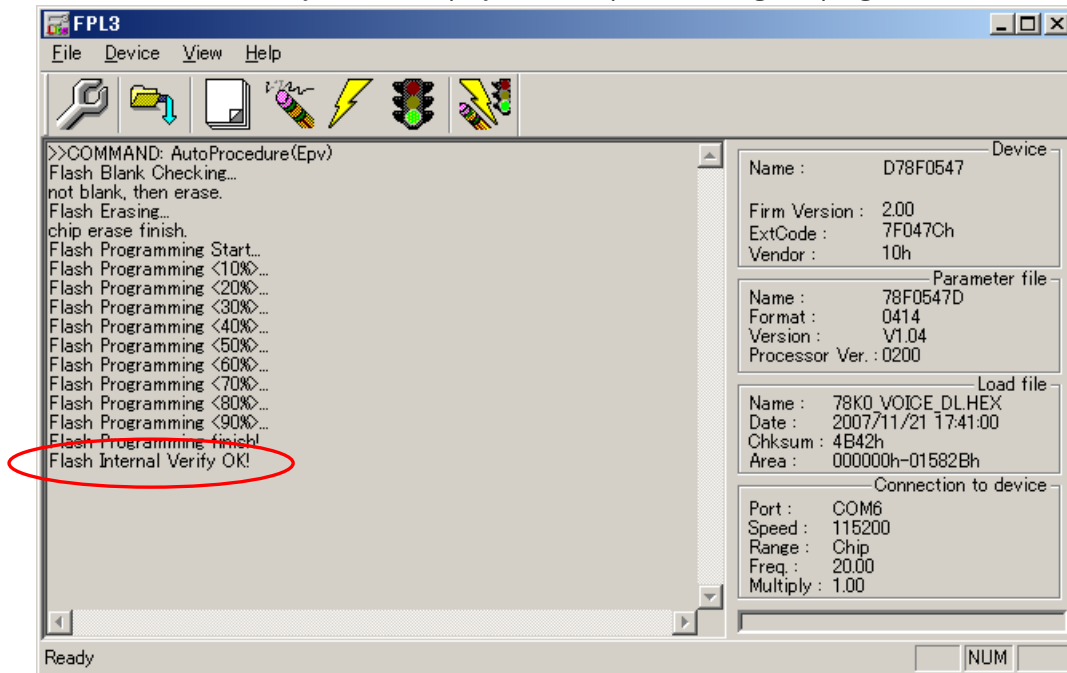 FPL3
File Device View Help
>>COMMAND: AutoProcedure(Epv)
Flash Blank Checking...
not blank, then erase.
Flash Erasing...
chip erase finish.
Flash Programming Start...
Flash Programming <10%>...
Flash Programming <20%>...
Flash Programming <30%>...
Flash Programming <40%>...
Flash Programming <50%>...
Flash Programming <60%>...
Flash Programming <70%>...
Flash Programming <80%>...
Flash Programming <90%>...
Flash Programming finish!
Flash Internal Verify OK!
Device
Name : D78F0547
Firm Version : 2.00
ExtCode : 7F047Ch
Vendor : 10h
Parameter file
Name : 78F0547D
Format : 0414
Version : V1.04
Processor Ver. : 0200
Load file
Name : 78K0_VOICE_DL.HEX
Date : 2007/11/21 17:41:00
Chksum : 4B42h
Area : 000000h-01582Bh
Connection to device
Port : COM6
Speed : 115200
Range : Chip
Freq. : 20.00
Multiply : 1.00
Ready
NUM